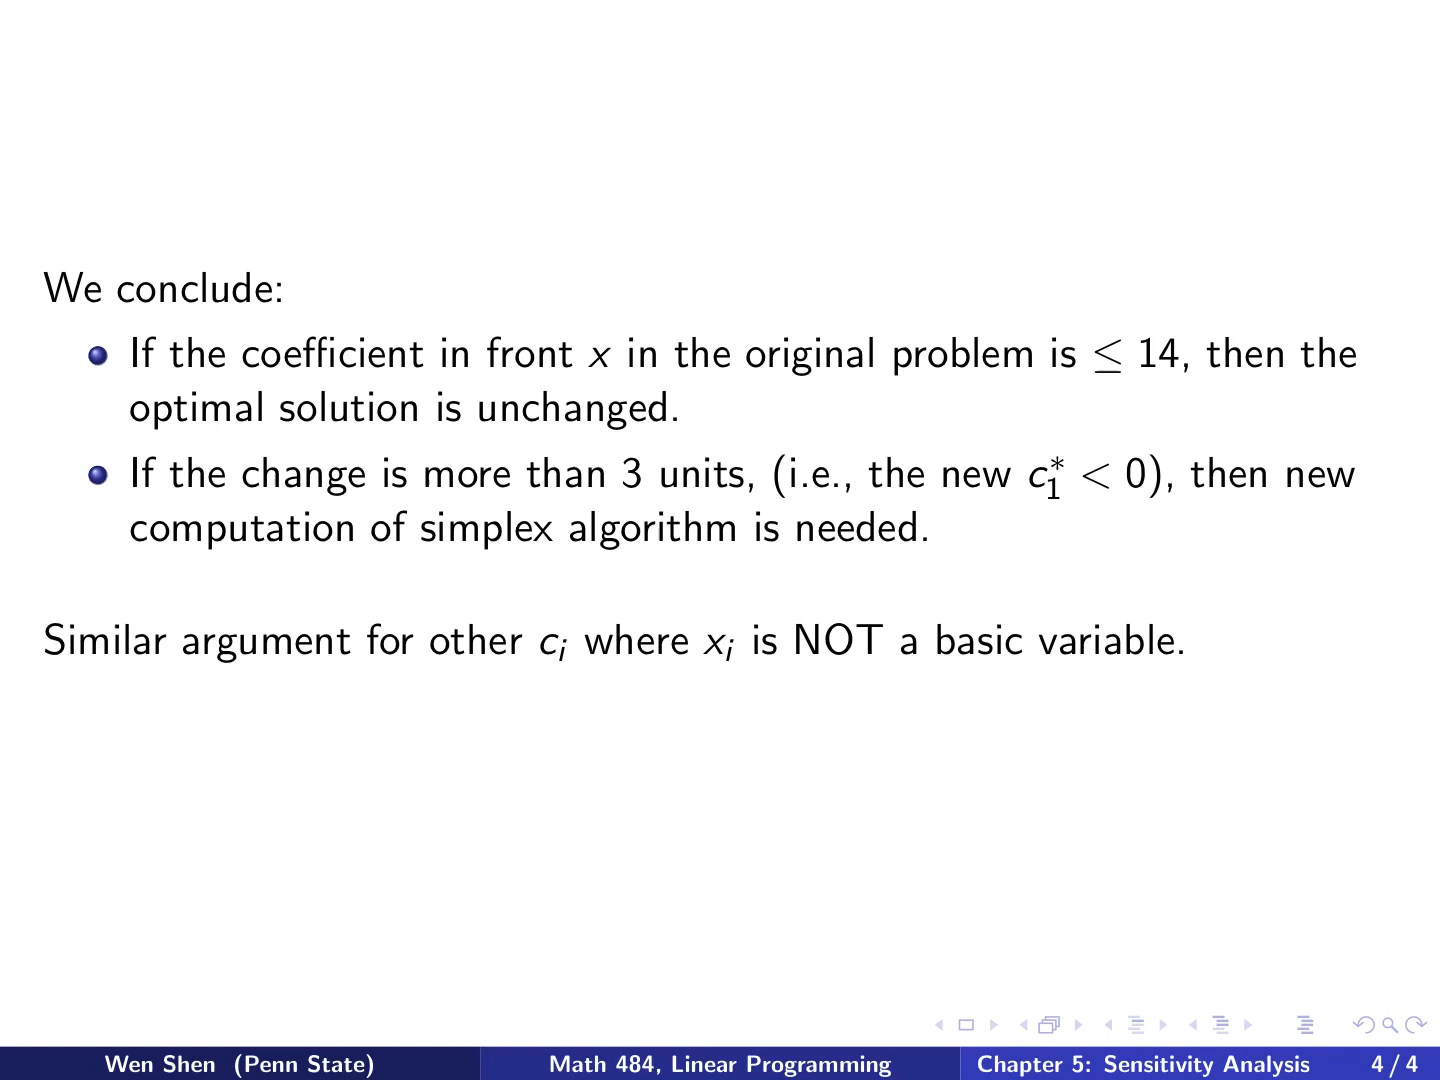 We conclude:
If the coefficient in front x in the original problem is ≤ 14, then the
optimal solution is unchanged.
If the change is more than 3 units, (i.e., the new c₁* < 0), then new
computation of simplex algorithm is needed.
Similar argument for other cᵢ where xᵢ is NOT a basic variable.
Wen Shen (Penn State) Math 484, Linear Programming Chapter 5: Sensitivity Analysis 4 / 4